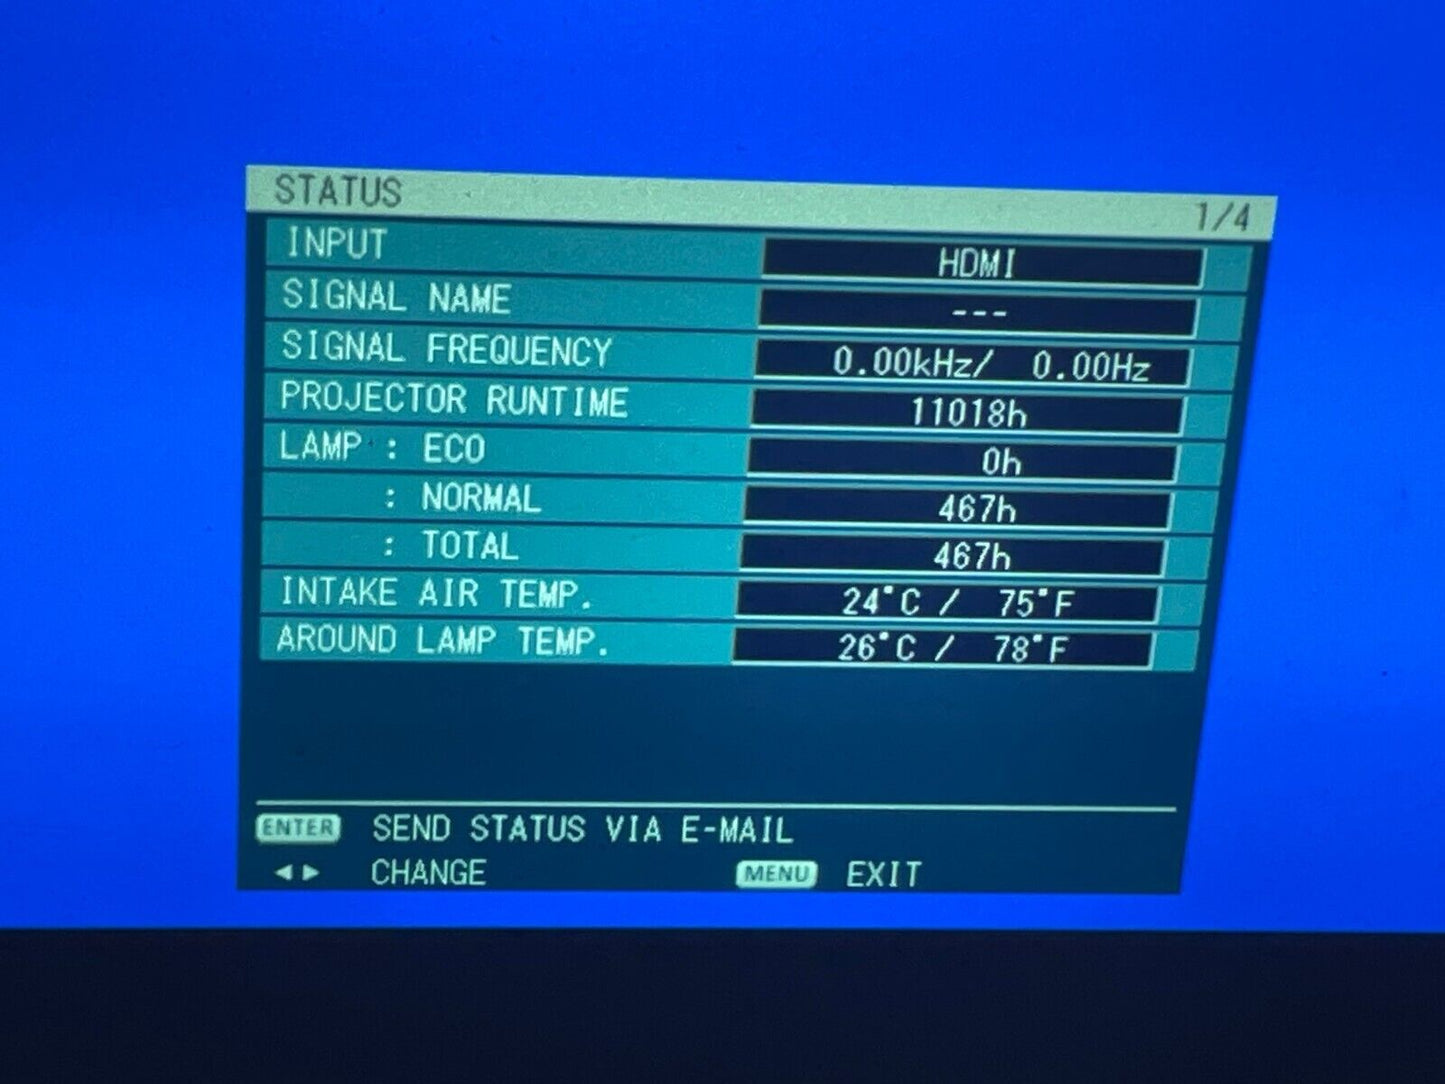 STATUS 1/4
INPUT HDMI
SIGNAL NAME ---
SIGNAL FREQUENCY 0.00kHz/ 0.00Hz
PROJECTOR RUNTIME 11018h
LAMP : ECO 0h
: NORMAL 467h
: TOTAL 467h
INTAKE AIR TEMP. 24°C / 75°F
AROUND LAMP TEMP. 26°C / 78°F
ENTER SEND STATUS VIA E-MAIL
◀▶ CHANGE MENU EXIT